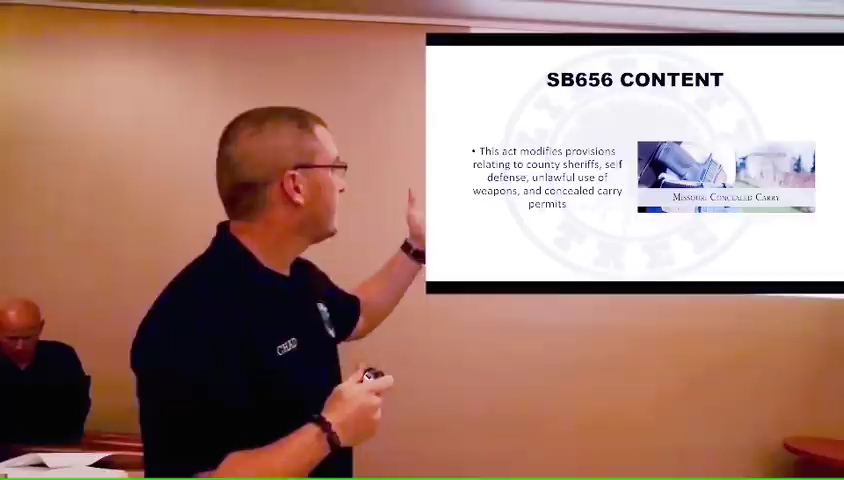 SB656 CONTENT
• This act modifies provisions
relating to county sheriffs, self
defense, unlawful use of
weapons, and concealed carry
permits
MISSOURI CONCEALED CARRY
CHAD